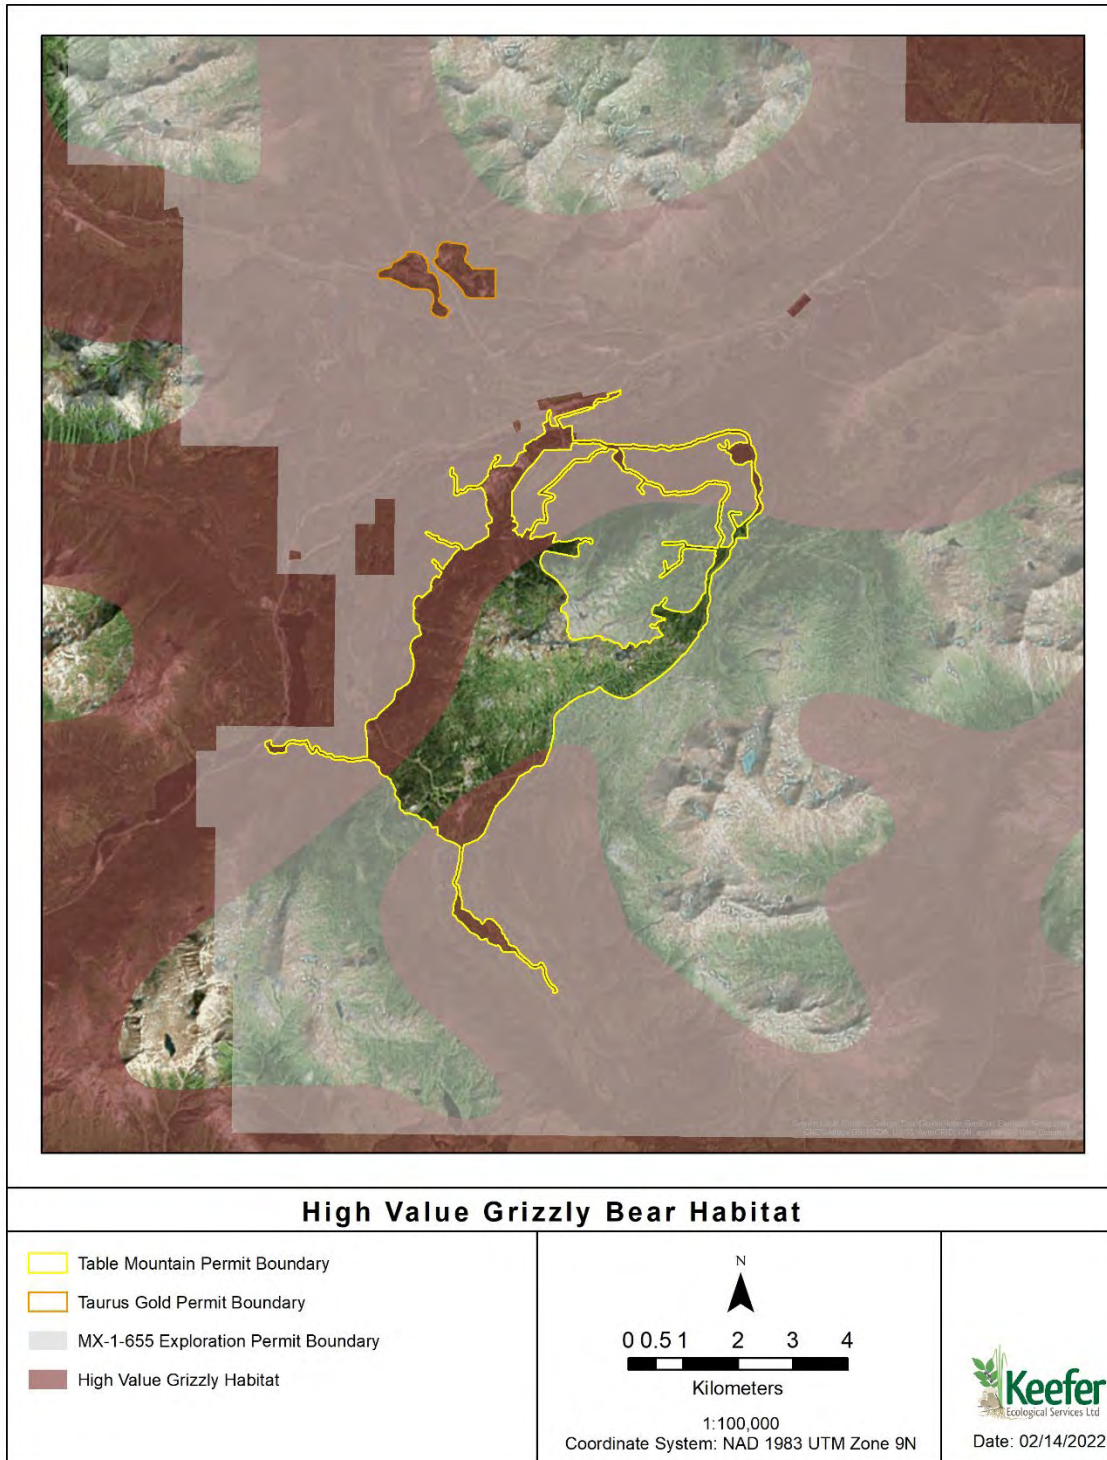 High Value Grizzly Bear Habitat
Table Mountain Permit Boundary
Taurus Gold Permit Boundary
MX-1-655 Exploration Permit Boundary
High Value Grizzly Habitat
N
0 0.5 1 2 3 4
Kilometers
1:100,000
Coordinate System: NAD 1983 UTM Zone 9N
Keefer
Ecological Services Ltd
Date: 02/14/2022